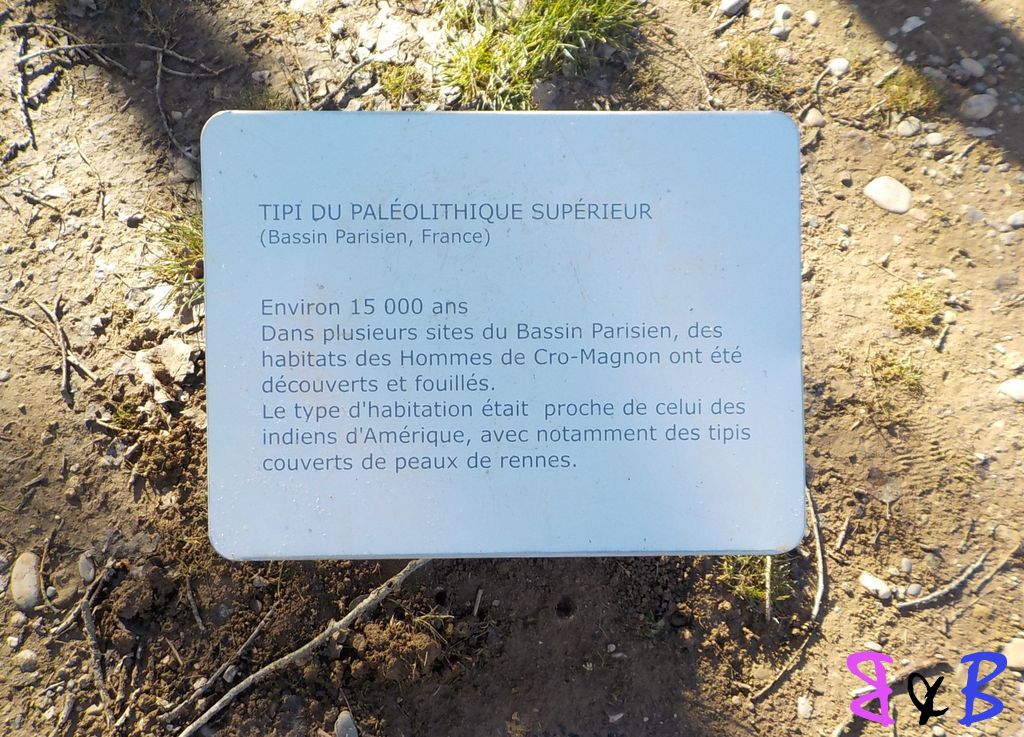 TIPI DU PALÉOLITHIQUE SUPÉRIEUR
(Bassin Parisien, France)
Environ 15 000 ans
Dans plusieurs sites du Bassin Parisien, des
habitats des Hommes de Cro-Magnon ont été
découverts et fouillés.
Le type d'habitation était proche de celui des
indiens d'Amérique, avec notamment des tipis
couverts de peaux de rennes.
B & B